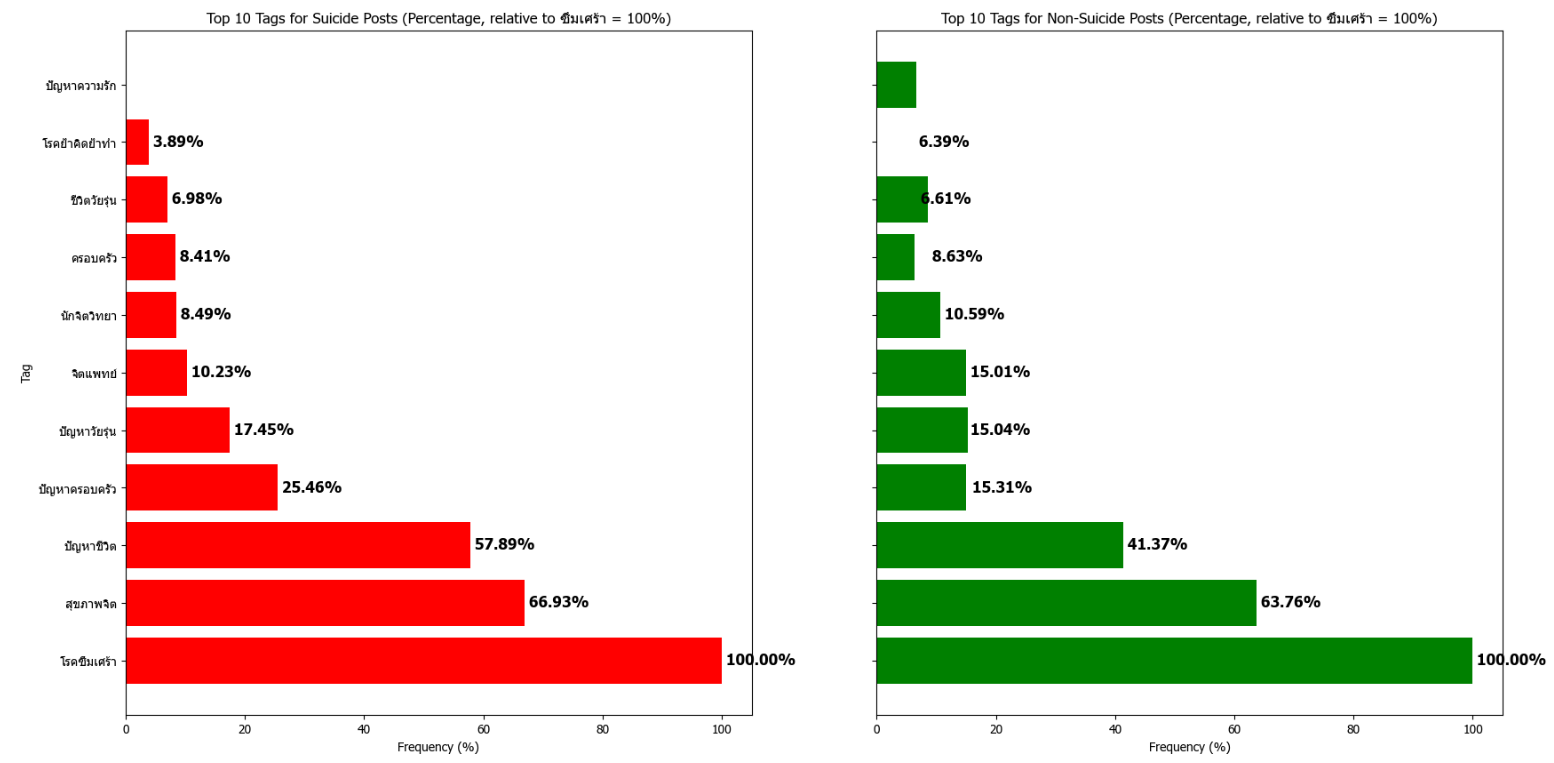 Top 10 Tags for Suicide Posts (Percentage, relative to ซึมเศร้า = 100%)
ปัญหาความรัก
โรคย้ำคิดย้ำทำ
3.89%
ชีวิตวัยรุ่น
6.98%
ครอบครัว
8.41%
นักจิตวิทยา
8.49%
จิตแพทย์
10.23%
ปัญหาวัยรุ่น
17.45%
ปัญหาครอบครัว
25.46%
ปัญหาชีวิต
57.89%
สุขภาพจิต
66.93%
โรคซึมเศร้า
100.00%
Tag
0 20 40 60 80 100
Frequency (%)
Top 10 Tags for Non-Suicide Posts (Percentage, relative to ซึมเศร้า = 100%)
6.39%
6.61%
8.63%
10.59%
15.01%
15.04%
15.31%
41.37%
63.76%
100.00%
0 20 40 60 80 100
Frequency (%)